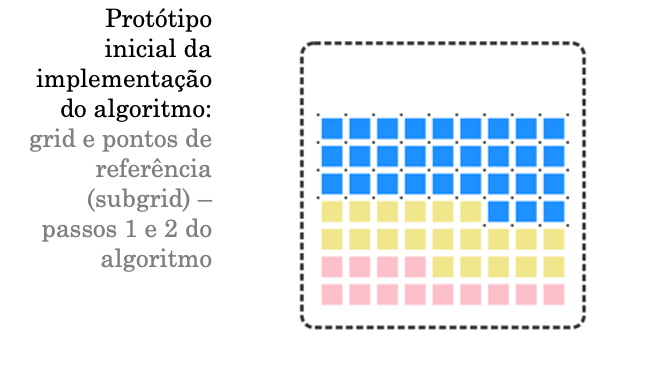 Protótipo
inicial da
implementação
do algoritmo:
grid e pontos de
referência
(subgrid) –
passos 1 e 2 do
algoritmo